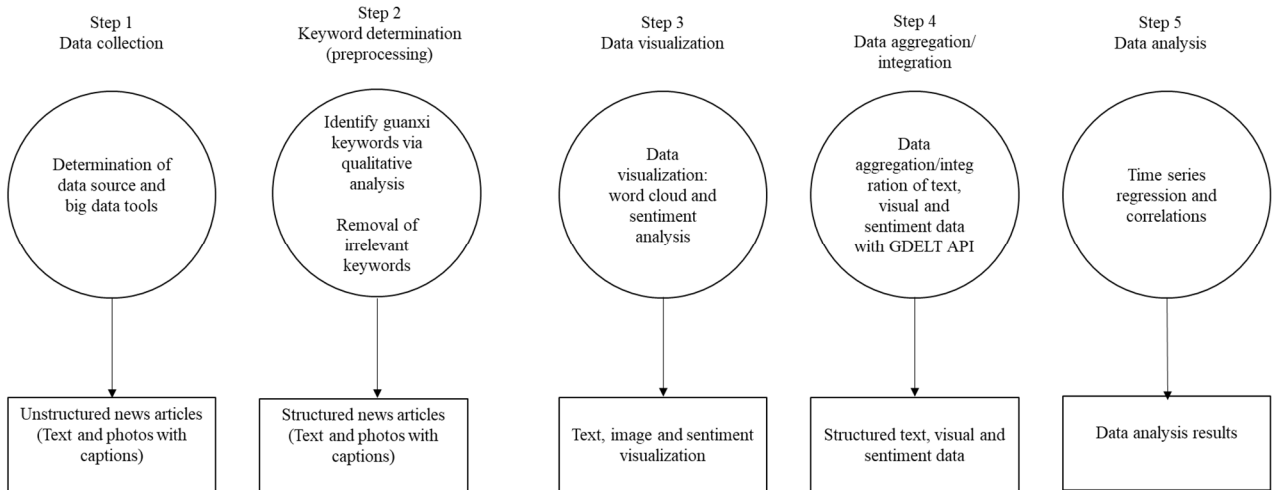 Step 1
Data collection
Step 2
Keyword determination
(preprocessing)
Step 3
Data visualization
Step 4
Data aggregation/
integration
Step 5
Data analysis
Determination of
data source and
big data tools
Identify guanxi
keywords via
qualitative
analysis
Removal of
irrelevant
keywords
Data
visualization:
word cloud and
sentiment
analysis
Data
aggregation/integ
ration of text,
visual and
sentiment data
with GDELT API
Time series
regression and
correlations
Unstructured news articles
(Text and photos with
captions)
Structured news articles
(Text and photos with
captions)
Text, image and sentiment
visualization
Structured text, visual and
sentiment data
Data analysis results